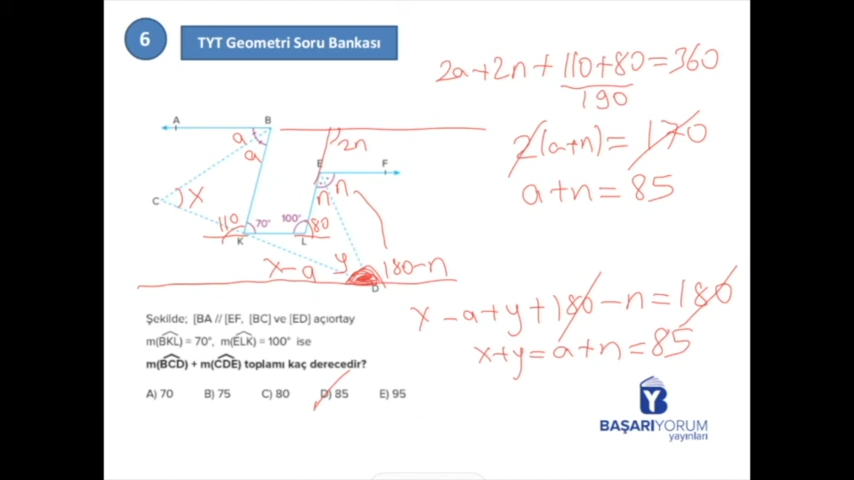 6
TYT Geometri Soru Bankası
2a+2n+110+80=360
190
2(a+n)=170
a+n=85
A
B
a
a
2n
E
F
n
n
C
x
110
70°
100°
80
K
L
x-a
y
180-n
D
x-a+y+180-n=180
x+y=a+n=85
Şekilde; [BA // [EF, [BC] ve [ED] açıortay
m(BKL) = 70°, m(ELK) = 100° ise
m(BCD) + m(CDE) toplamı kaç derecedir?
A) 70 B) 75 C) 80 D) 85 E) 95
BAŞARIYORUM
yayınları